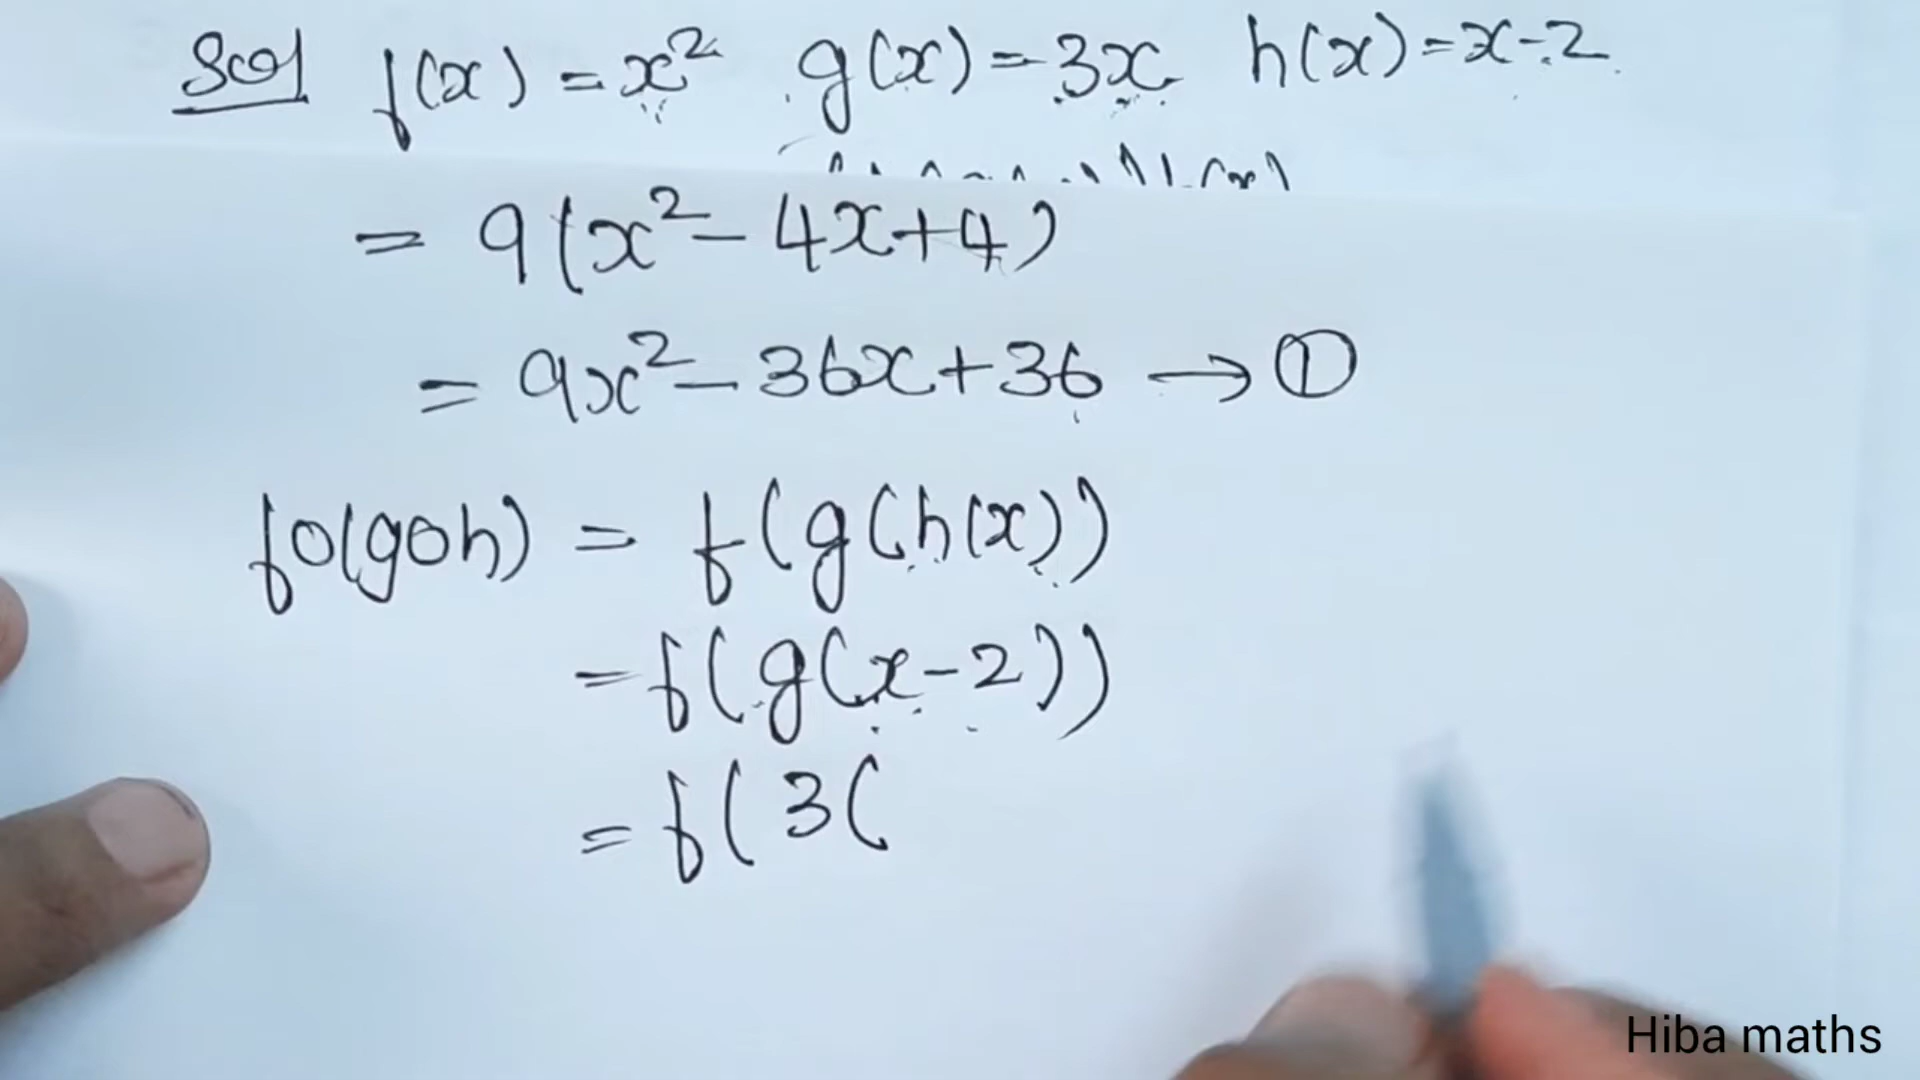 Sol f(x) = x² g(x) = 3x h(x) = x-2
= 9(x² - 4x + 4)
= 9x² - 36x + 36 → ①
fo(goh) = f(g(h(x))
= f(g(x-2))
= f( 3(
Hiba maths